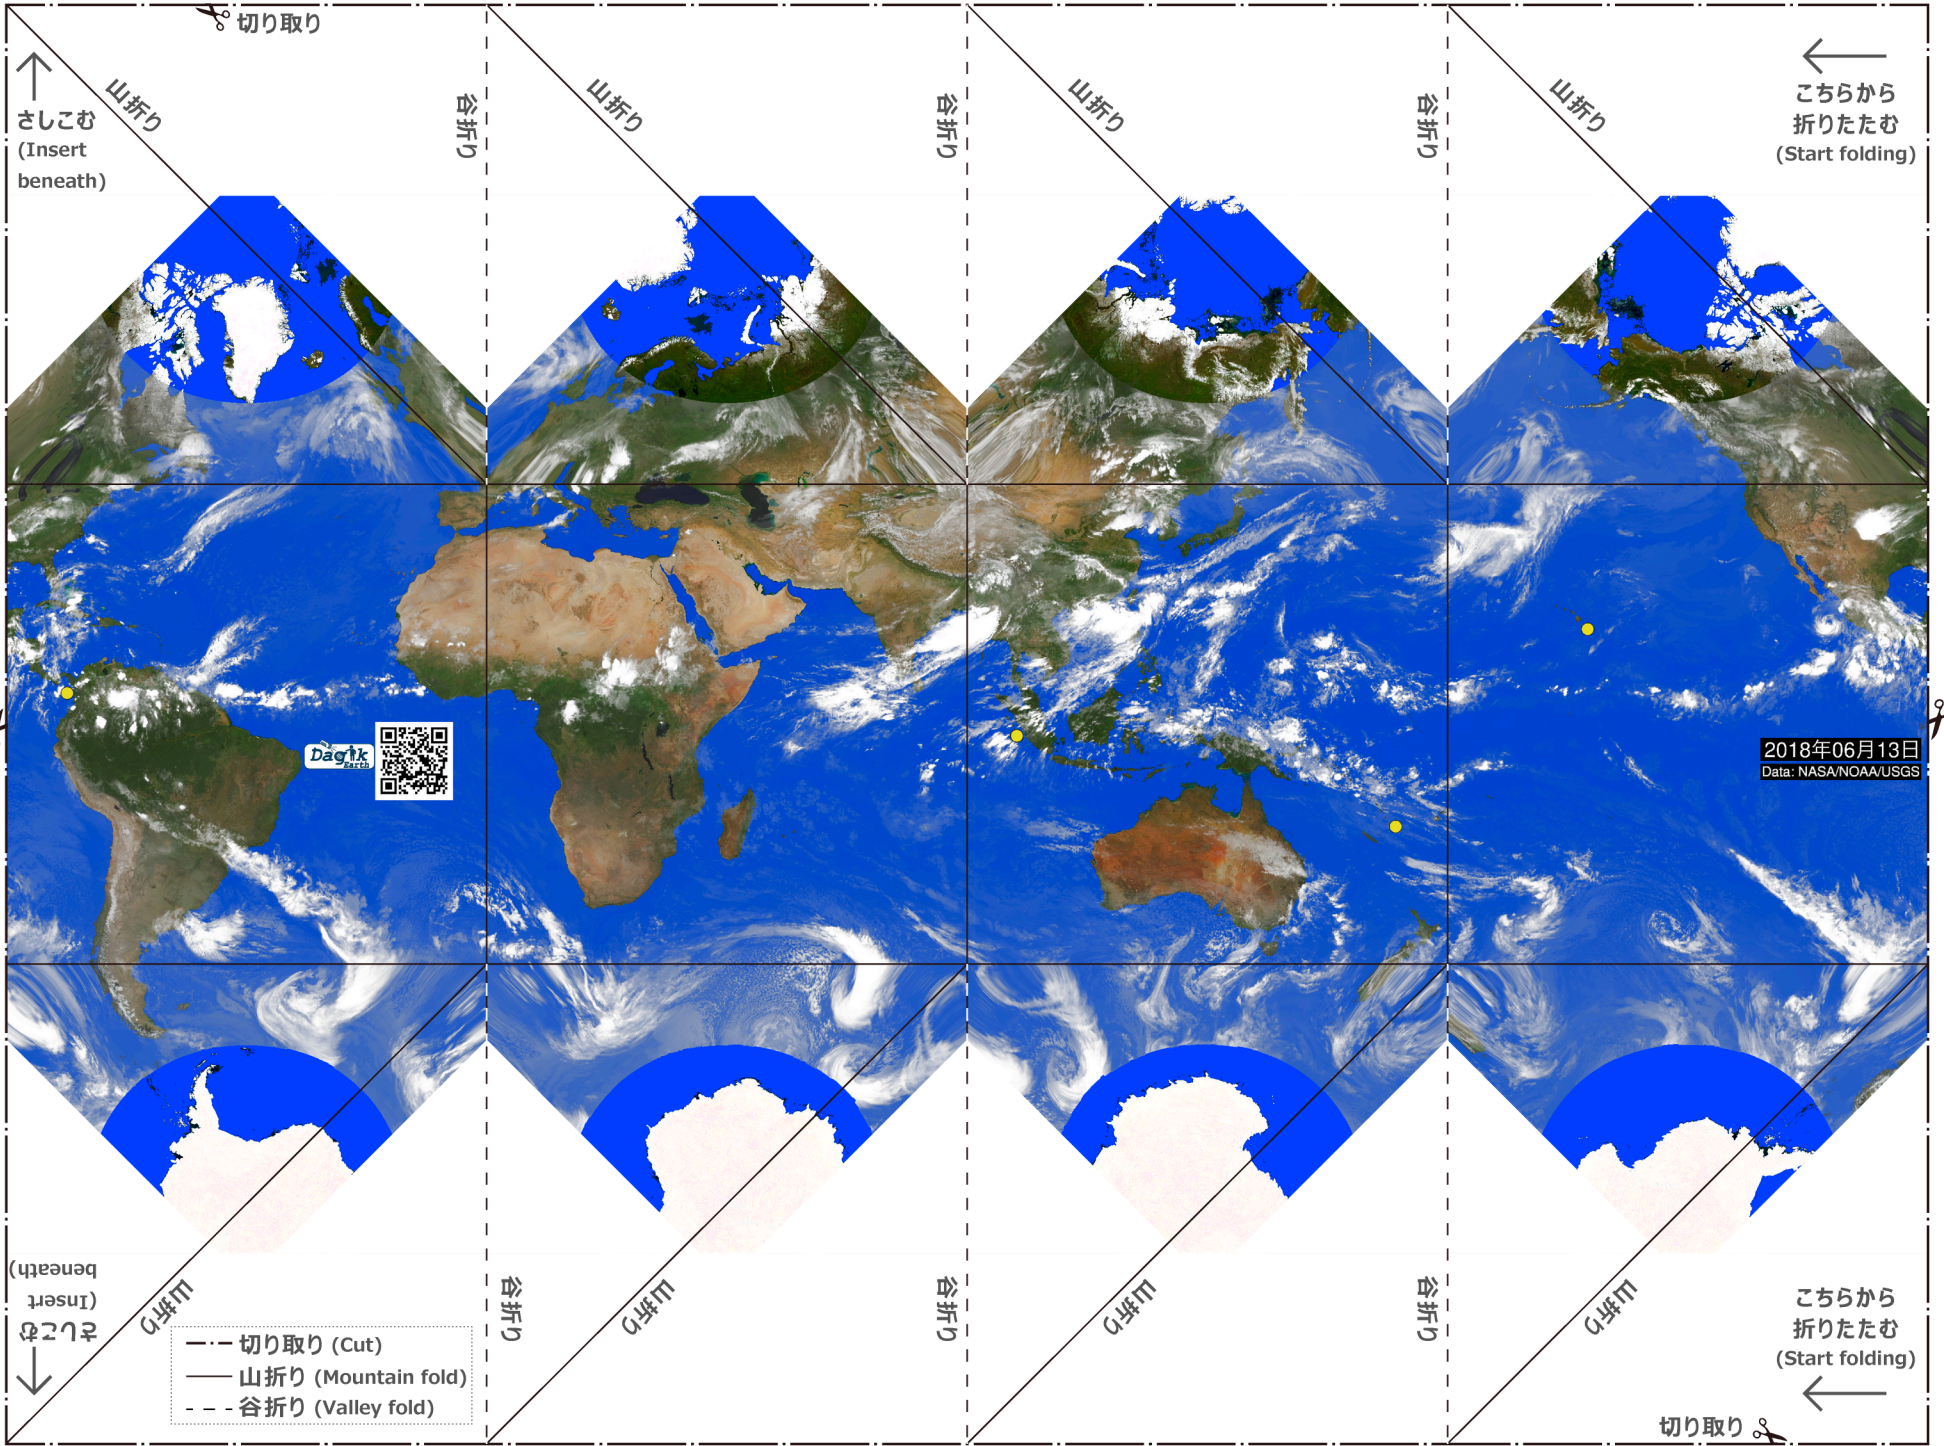 切り取り
山折り
谷折り
山折り
谷折り
山折り
谷折り
山折り
さしこむ
(Insert
beneath)
こちらから
折りたたむ
(Start folding)
Dagik
Earth
2018年06月13日
Data: NASA/NOAA/USGS
さしこむ
(Insert
beneath)
山折り
谷折り
山折り
谷折り
山折り
谷折り
山折り
こちらから
折りたたむ
(Start folding)
切り取り (Cut)
山折り (Mountain fold)
谷折り (Valley fold)
切り取り